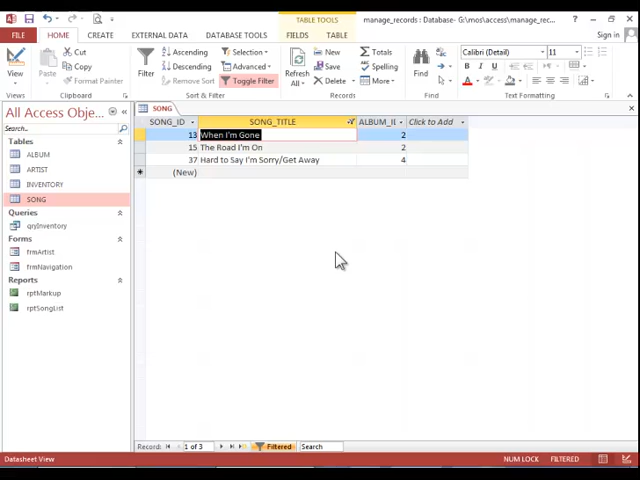 TABLE TOOLS
manage_records : Database- G:\mos\access\manage_rec...
Sign in
FILE HOME CREATE EXTERNAL DATA DATABASE TOOLS FIELDS TABLE
View
Views
Paste
Cut
Copy
Format Painter
Clipboard
Filter
Ascending
Descending
Remove Sort
Selection
Advanced
Toggle Filter
Sort & Filter
Refresh
All
New
Save
Delete
Totals
Spelling
More
Records
Find
Find
Calibri (Detail) 11
B I U
A
Text Formatting
All Access Obje...
Search...
Tables
ALBUM
ARTIST
INVENTORY
SONG
Queries
qryInventory
Forms
frmArtist
frmNavigation
Reports
rptMarkup
rptSongList
SONG
SONG_ID SONG_TITLE ALBUM_ID Click to Add
13 When I'm Gone 2
15 The Road I'm On 2
37 Hard to Say I'm Sorry/Get Away 4
* (New)
Record: 1 of 3 Filtered Search
Datasheet View NUM LOCK FILTERED